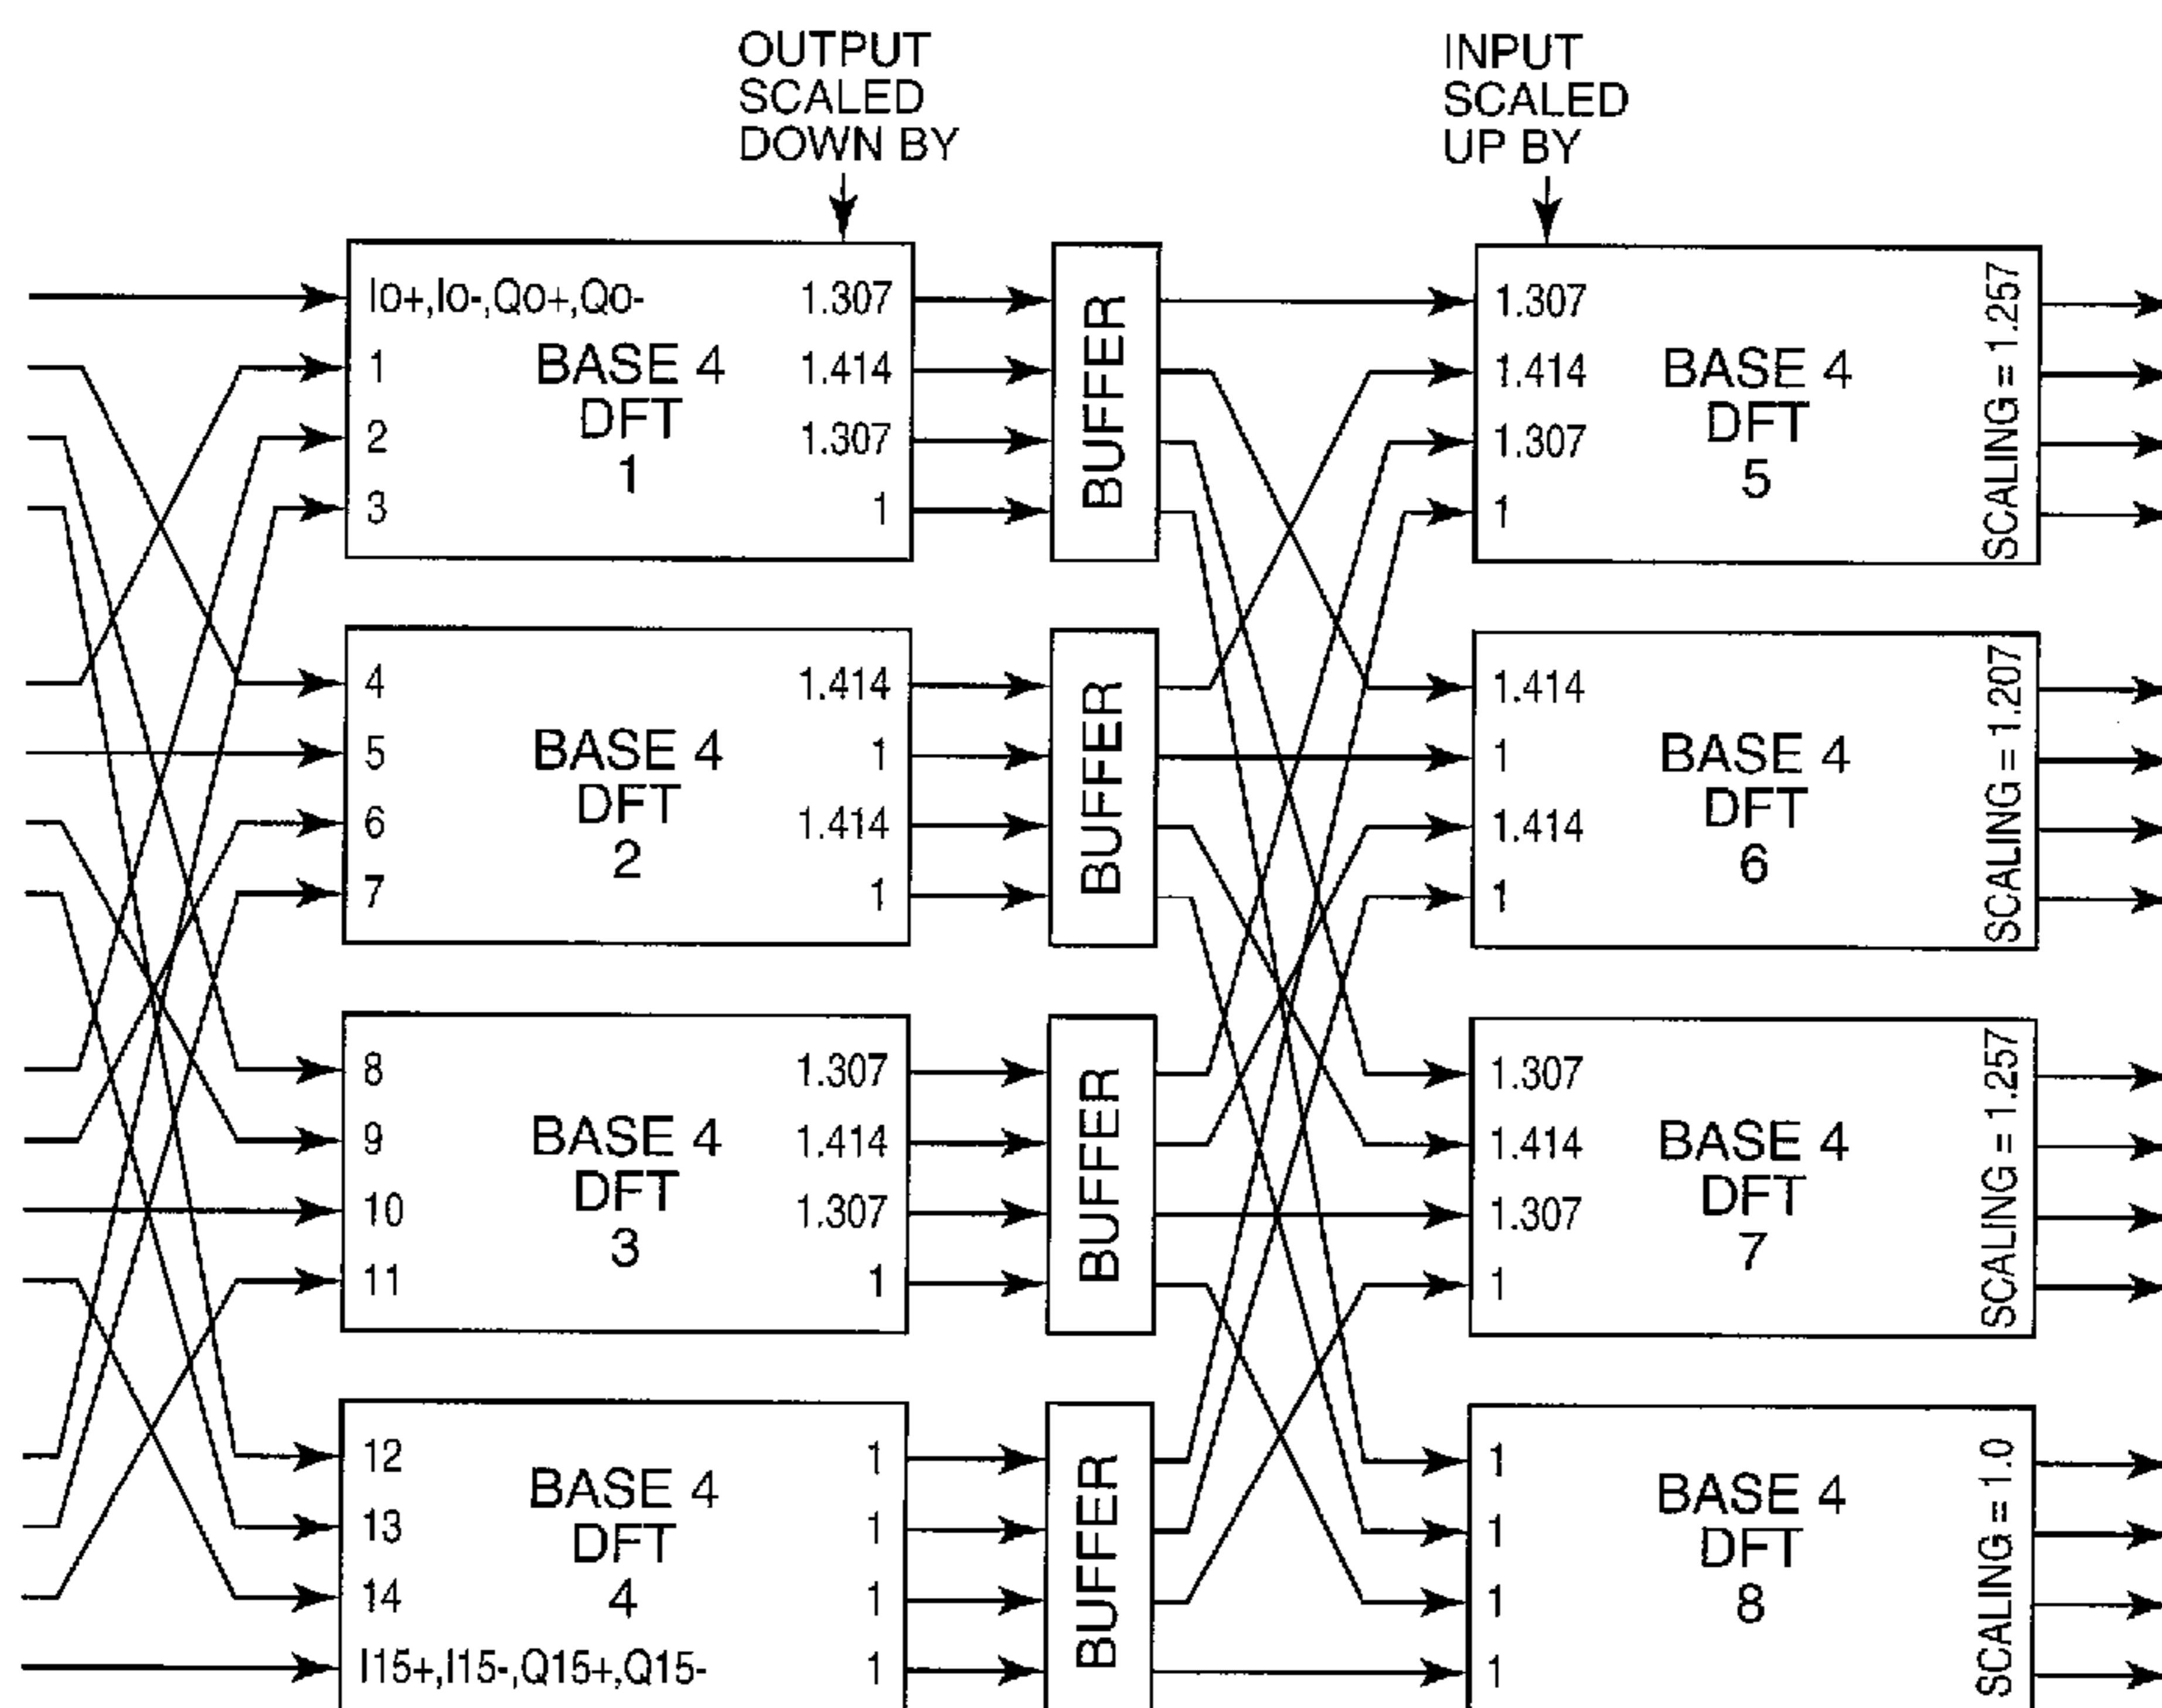 OUTPUT
SCALED
DOWN BY
INPUT
SCALED
UP BY
Io+,Io-,Qo+,Qo-
1
2
3
BASE 4
DFT
1
1.307
1.414
1.307
1
BUFFER
1.307
1.414
1.307
1
BASE 4
DFT
5
SCALING = 1.257
4
5
6
7
BASE 4
DFT
2
1.414
1
1.414
1
BUFFER
1.414
1
1.414
1
BASE 4
DFT
6
SCALING = 1.207
8
9
10
11
BASE 4
DFT
3
1.307
1.414
1.307
1
BUFFER
1.307
1.414
1.307
1
BASE 4
DFT
7
SCALING = 1.257
12
13
14
I15+,I15-,Q15+,Q15-
BASE 4
DFT
4
1
1
1
1
BUFFER
1
1
1
1
BASE 4
DFT
8
SCALING = 1.0